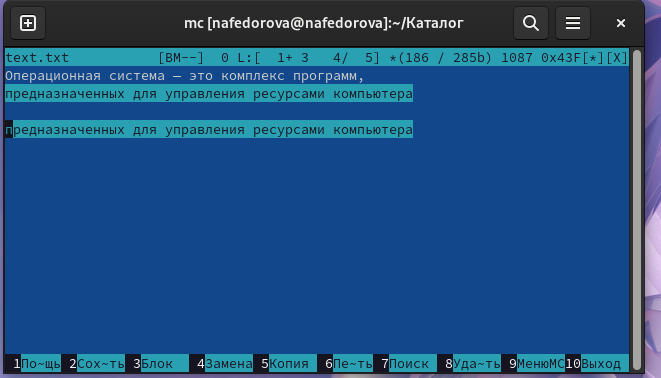 mc [nafedorova@nafedorova]:~/Каталог
text.txt [BM--] 0 L:[ 1+ 3 4/ 5] *(186 / 285b) 1087 0x43F[*][X]
Операционная система — это комплекс программ,
предназначенных для управления ресурсами компьютера
предназначенных для управления ресурсами компьютера
1По~щь 2Сох~ть 3Блок 4Замена 5Копия 6Пе~ть 7Поиск 8Уда~ть 9МенюМС 10Выход